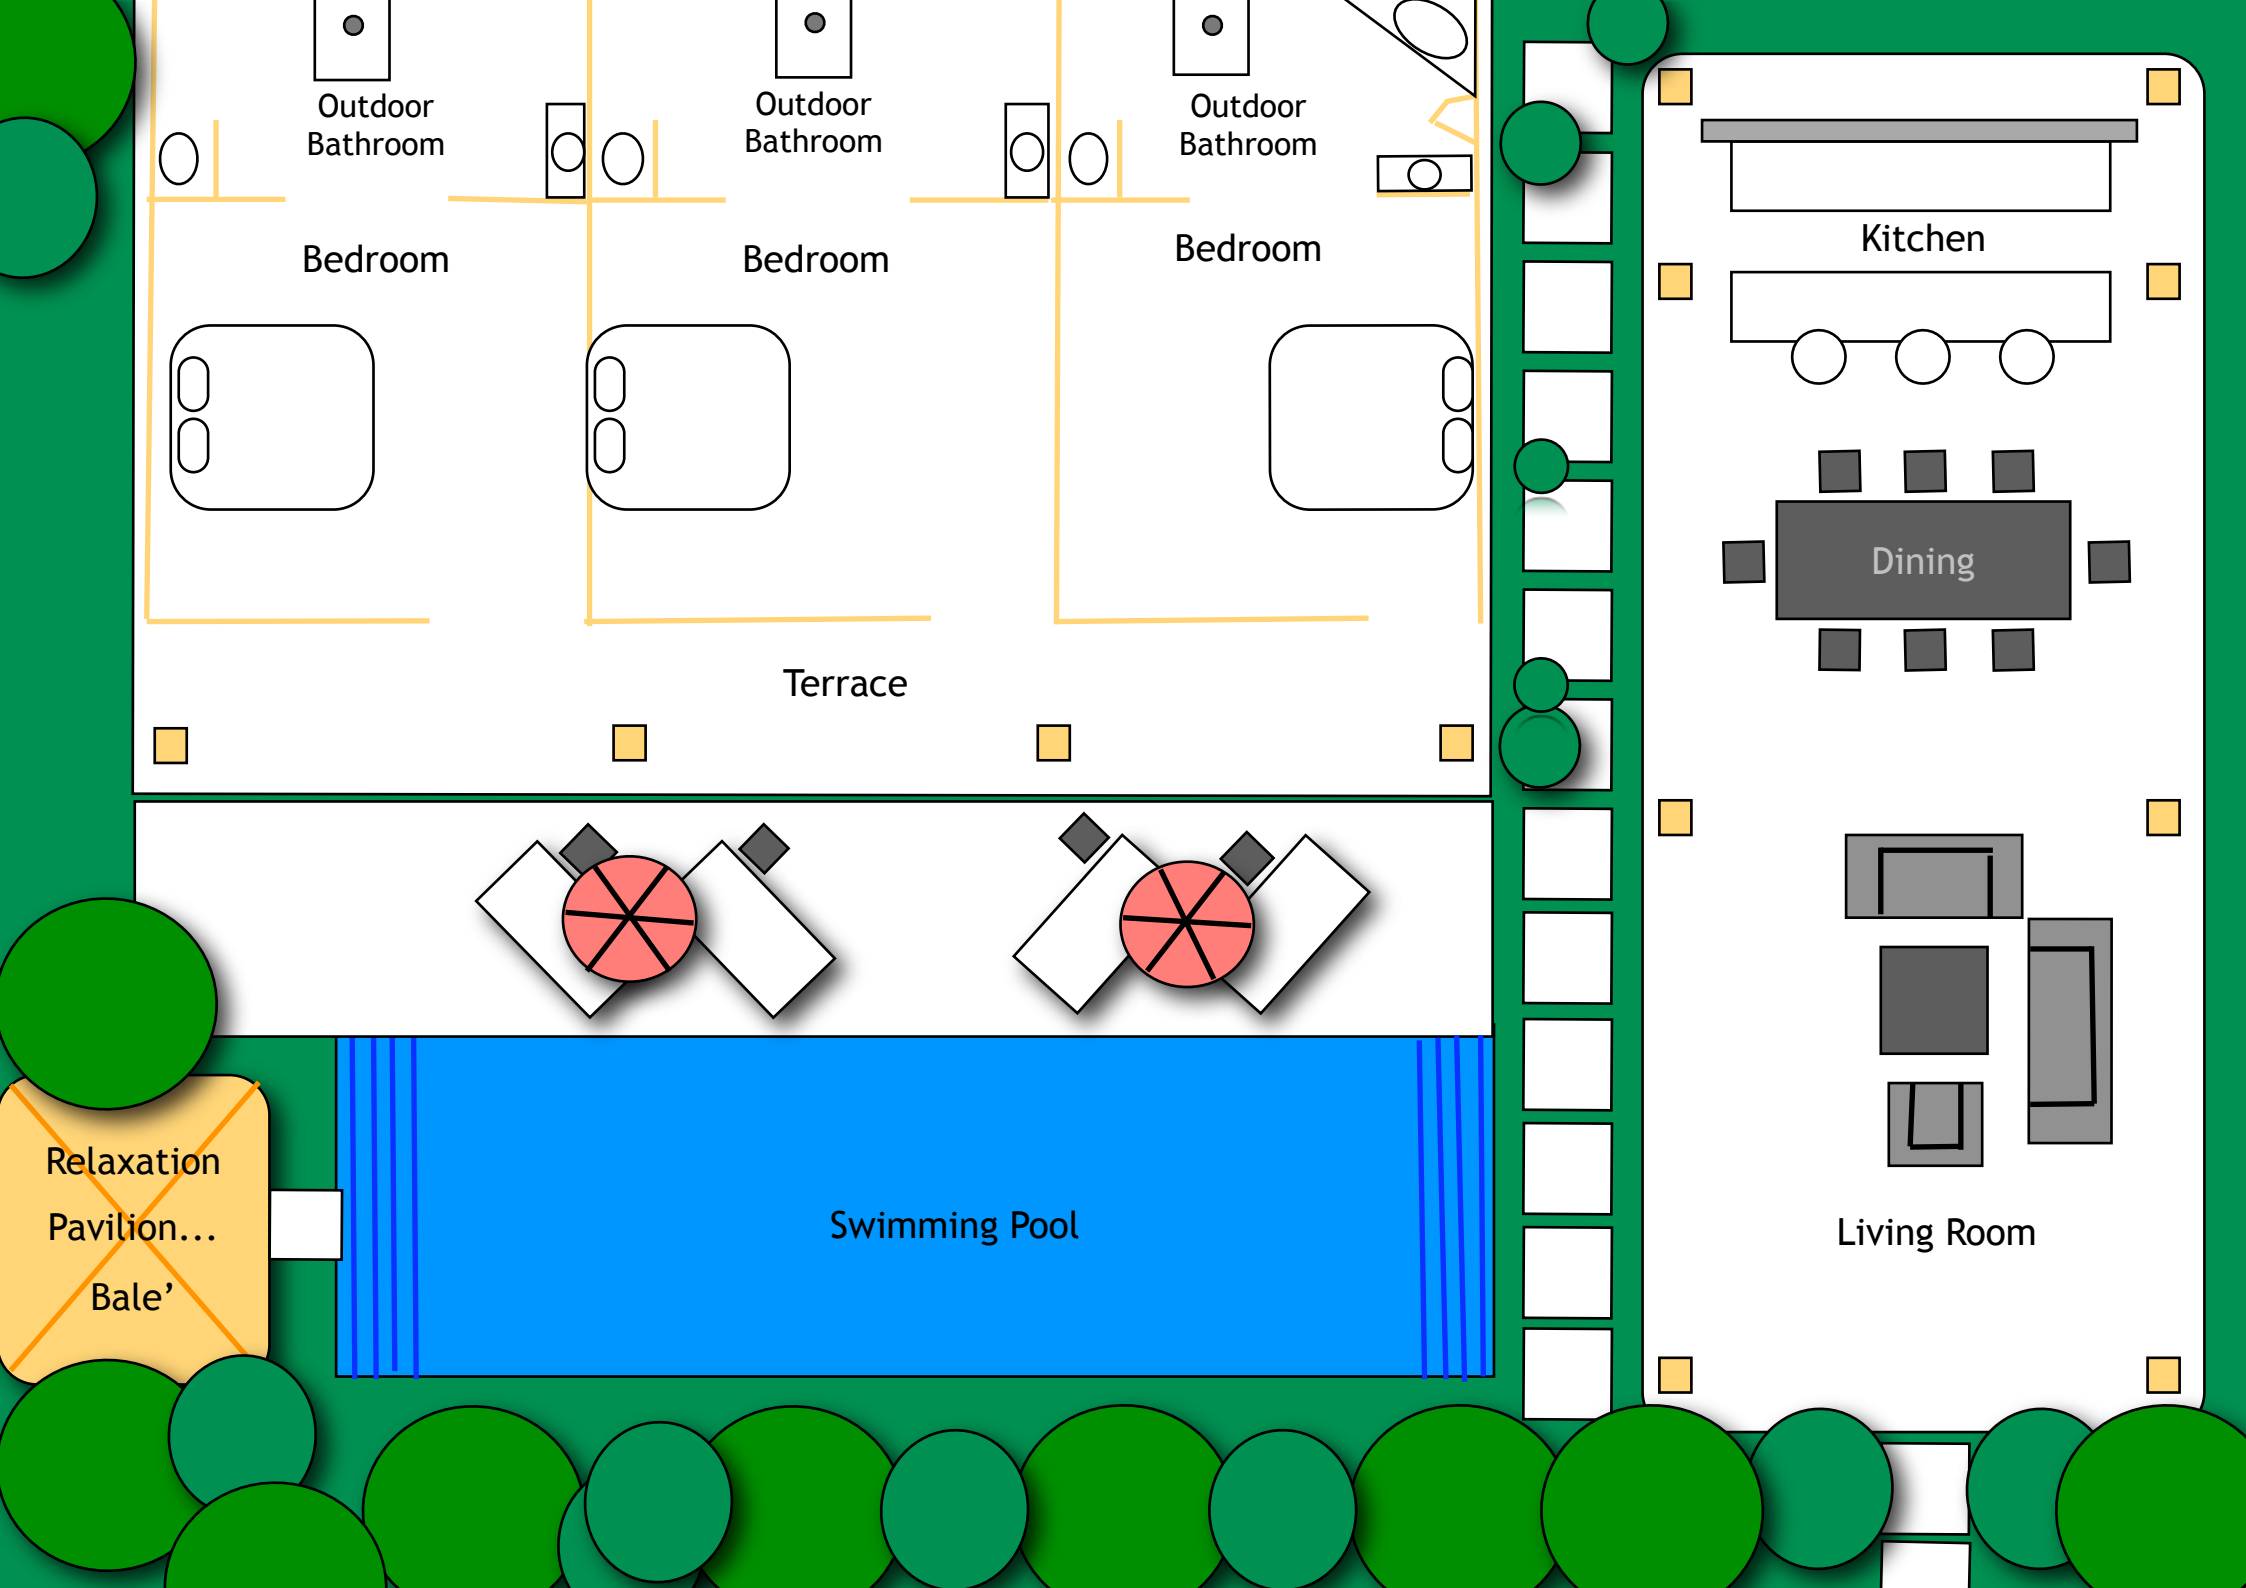 Outdoor
Bathroom
Outdoor
Bathroom
Outdoor
Bathroom
Bedroom
Bedroom
Bedroom
Kitchen
Dining
Terrace
Relaxation
Pavilion...
Bale’
Swimming Pool
Living Room